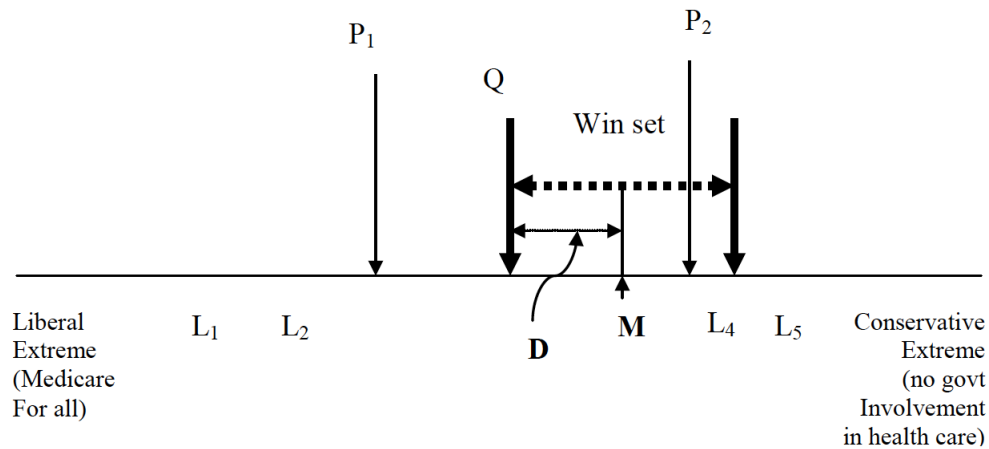 P₁
P₂
Q
Win set
L₁
L₂
D
M
L₄
L₅
Liberal
Extreme
(Medicare
For all)
Conservative
Extreme
(no govt
Involvement
in health care)